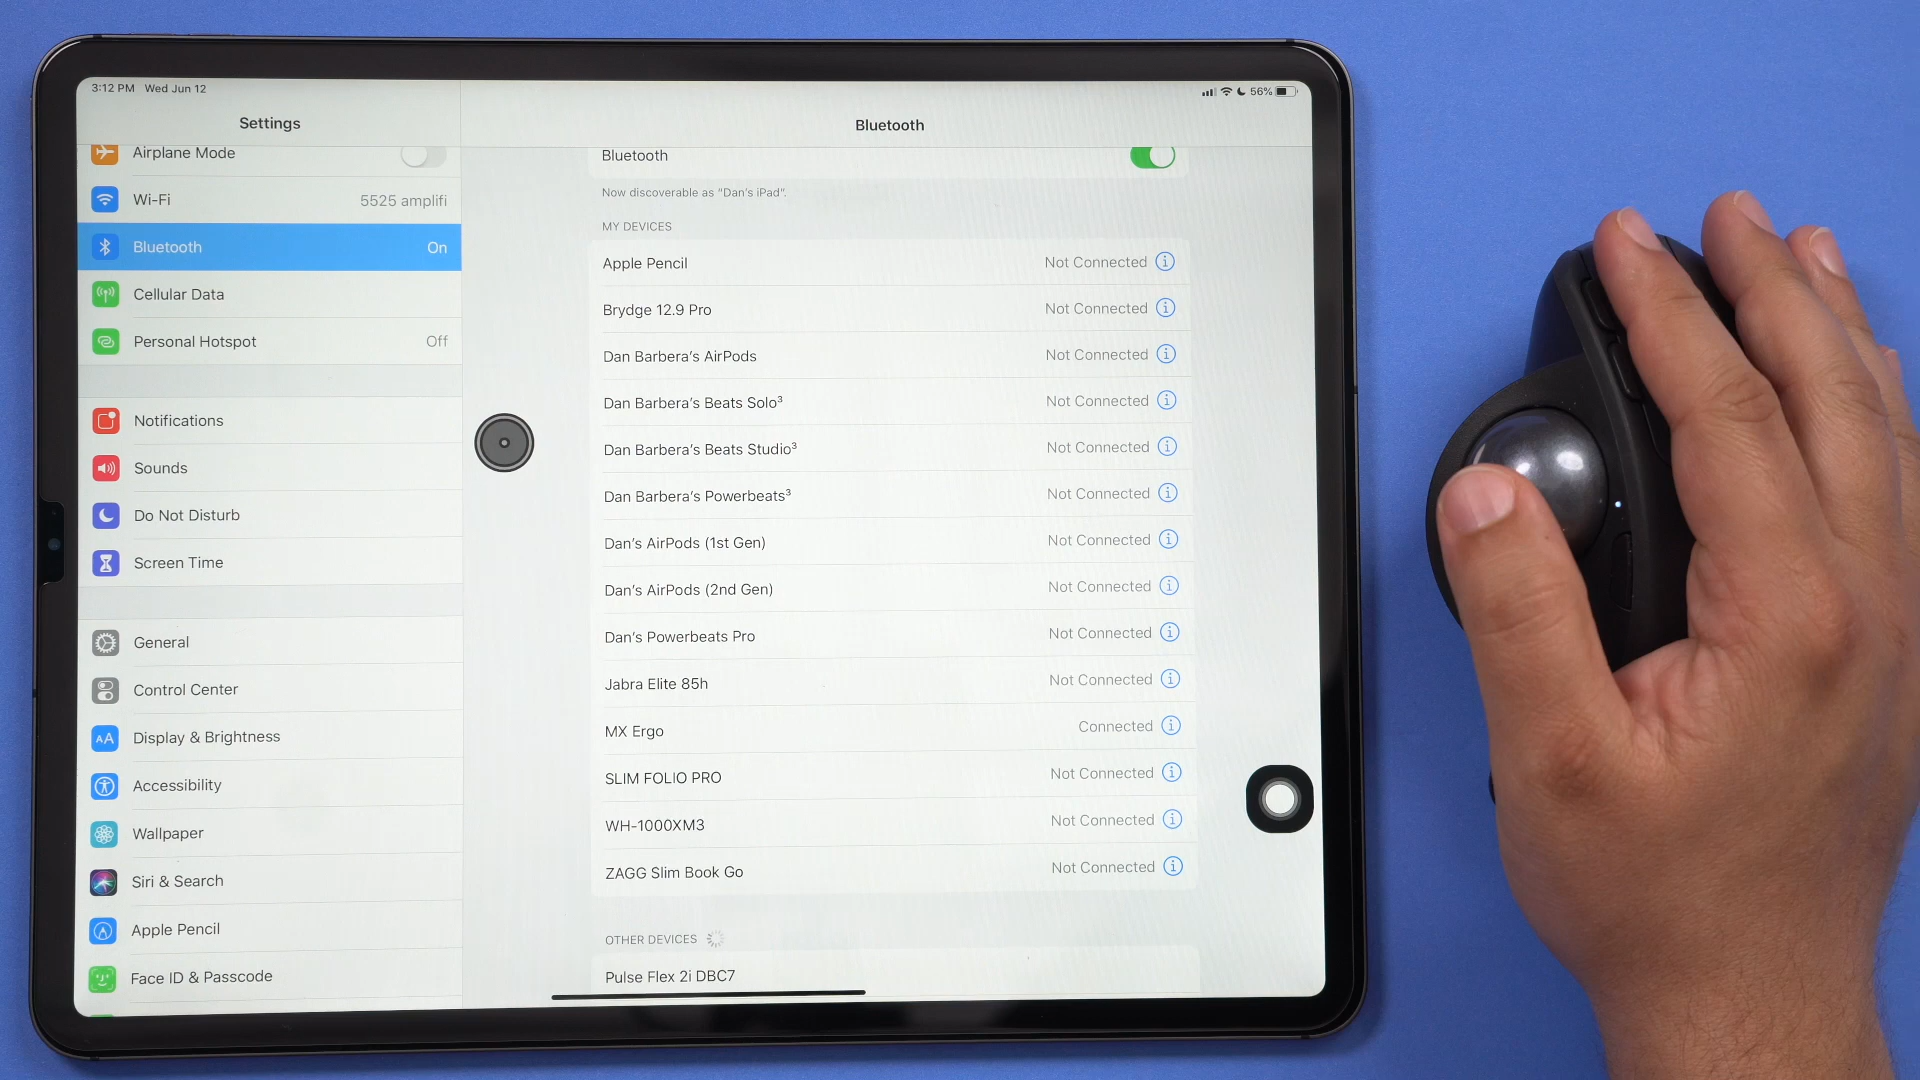 3:12 PM Wed Jun 12
56%
Settings
Airplane Mode
Wi-Fi 5525 amplifi
Bluetooth On
Cellular Data
Personal Hotspot Off
Notifications
Sounds
Do Not Disturb
Screen Time
General
Control Center
AA Display & Brightness
Accessibility
Wallpaper
Siri & Search
Apple Pencil
Face ID & Passcode
Bluetooth
Bluetooth
Now discoverable as “Dan’s iPad”.
MY DEVICES
Apple Pencil Not Connected i
Brydge 12.9 Pro Not Connected i
Dan Barbera’s AirPods Not Connected i
Dan Barbera’s Beats Solo³ Not Connected i
Dan Barbera’s Beats Studio³ Not Connected i
Dan Barbera’s Powerbeats³ Not Connected i
Dan’s AirPods (1st Gen) Not Connected i
Dan’s AirPods (2nd Gen) Not Connected i
Dan’s Powerbeats Pro Not Connected i
Jabra Elite 85h Not Connected i
MX Ergo Connected i
SLIM FOLIO PRO Not Connected i
WH-1000XM3 Not Connected i
ZAGG Slim Book Go Not Connected i
OTHER DEVICES
Pulse Flex 2i DBC7